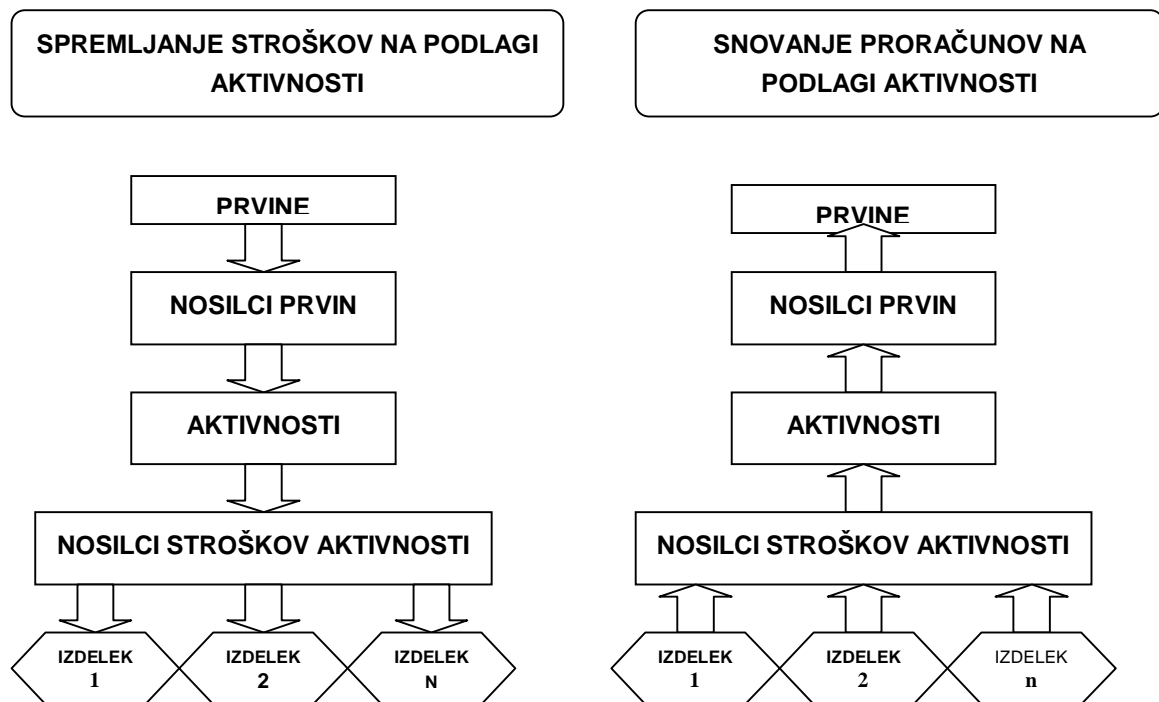 SPREMLJANJE STROŠKOV NA PODLAGI
AKTIVNOSTI
PRVINE
NOSILCI PRVIN
AKTIVNOSTI
NOSILCI STROŠKOV AKTIVNOSTI
IZDELEK
1
IZDELEK
2
IZDELEK
N
SNOVANJE PRORAČUNOV NA
PODLAGI AKTIVNOSTI
PRVINE
NOSILCI PRVIN
AKTIVNOSTI
NOSILCI STROŠKOV AKTIVNOSTI
IZDELEK
1
IZDELEK
2
IZDELEK
n